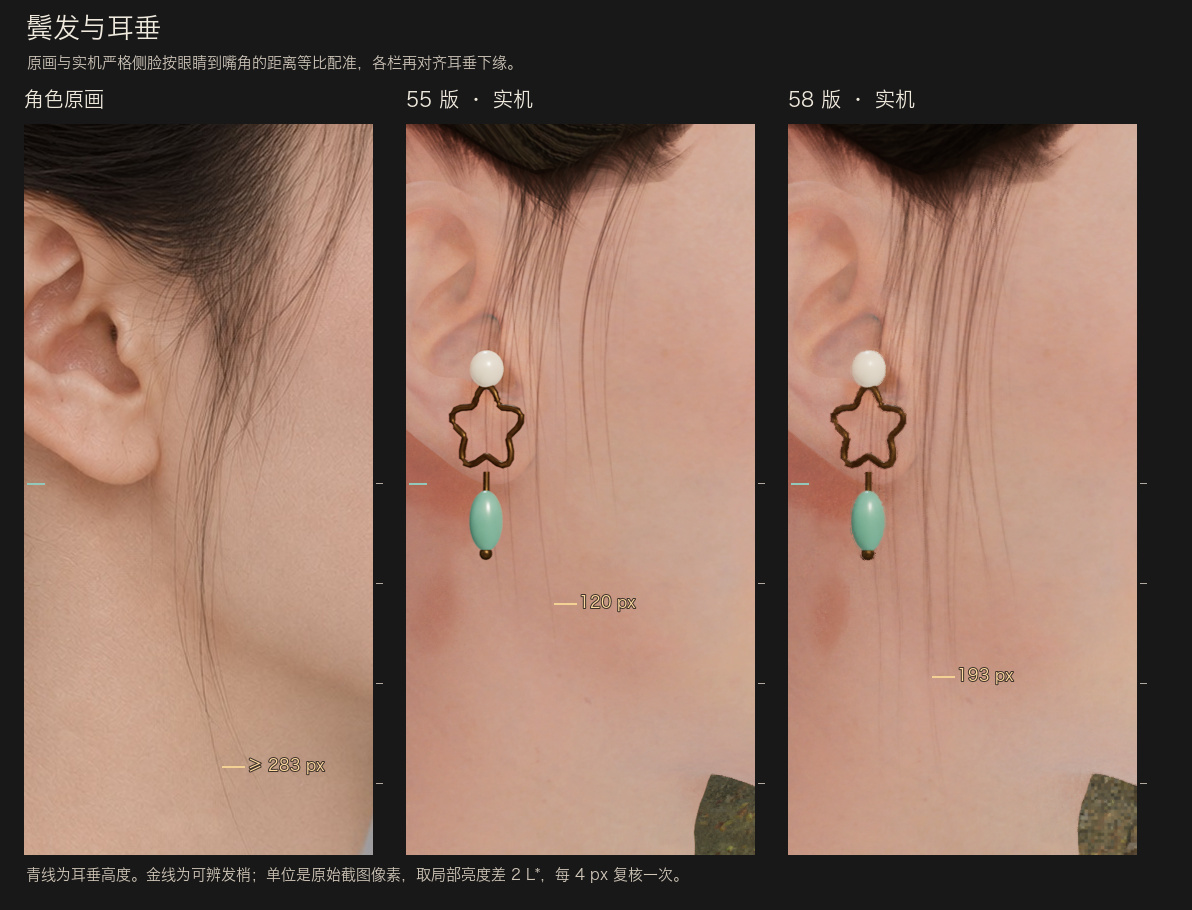 鬓发与耳垂
原画与实机严格侧脸按眼睛到嘴角的距离等比配准，各栏再对齐耳垂下缘。
角色原画
55 版 · 实机
58 版 · 实机
120 px
193 px
≥ 283 px
青线为耳垂高度。金线为可辨发梢；单位是原始截图像素，取局部亮度差 2 L*，每 4 px 复核一次。